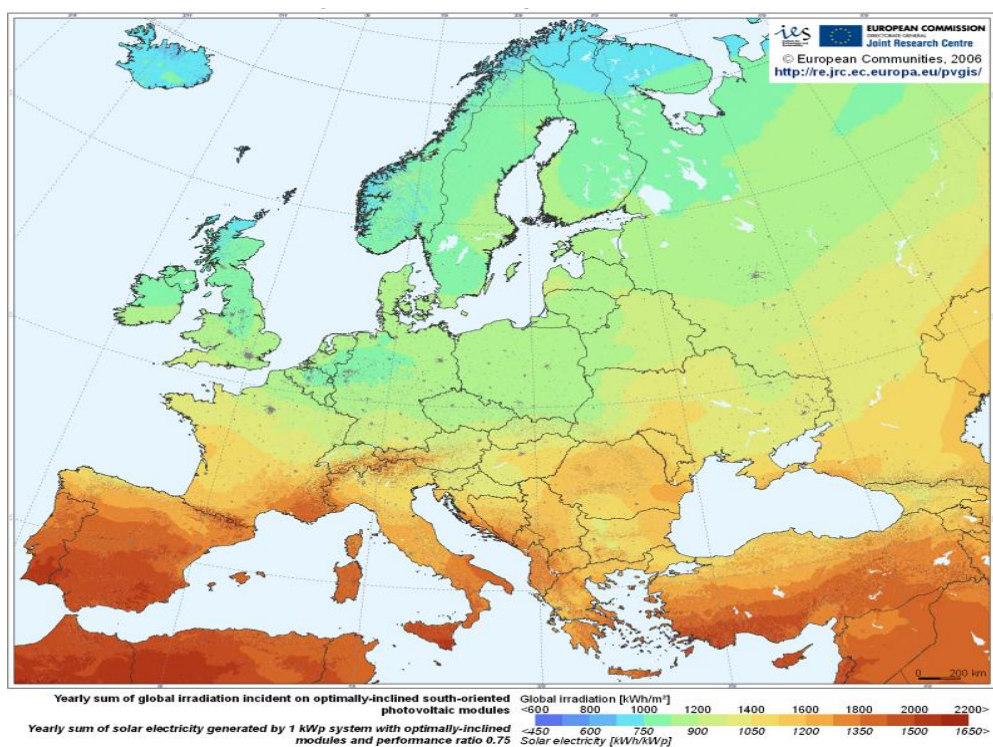 EUROPEAN COMMISSION
DIRECTORATE-GENERAL
Joint Research Centre
© European Communities, 2006
http://re.jrc.ec.europa.eu/pvgis/
Yearly sum of global irradiation incident on optimally-inclined south-oriented
photovoltaic modules
Yearly sum of solar electricity generated by 1 kWp system with optimally-inclined
modules and performance ratio 0.75
Global irradiation [kWh/m²]
<600 800 1000 1200 1400 1600 1800 2000 2200>
<450 600 750 900 1050 1200 1350 1500 1650>
Solar electricity [kWh/kWp]
0 200 km